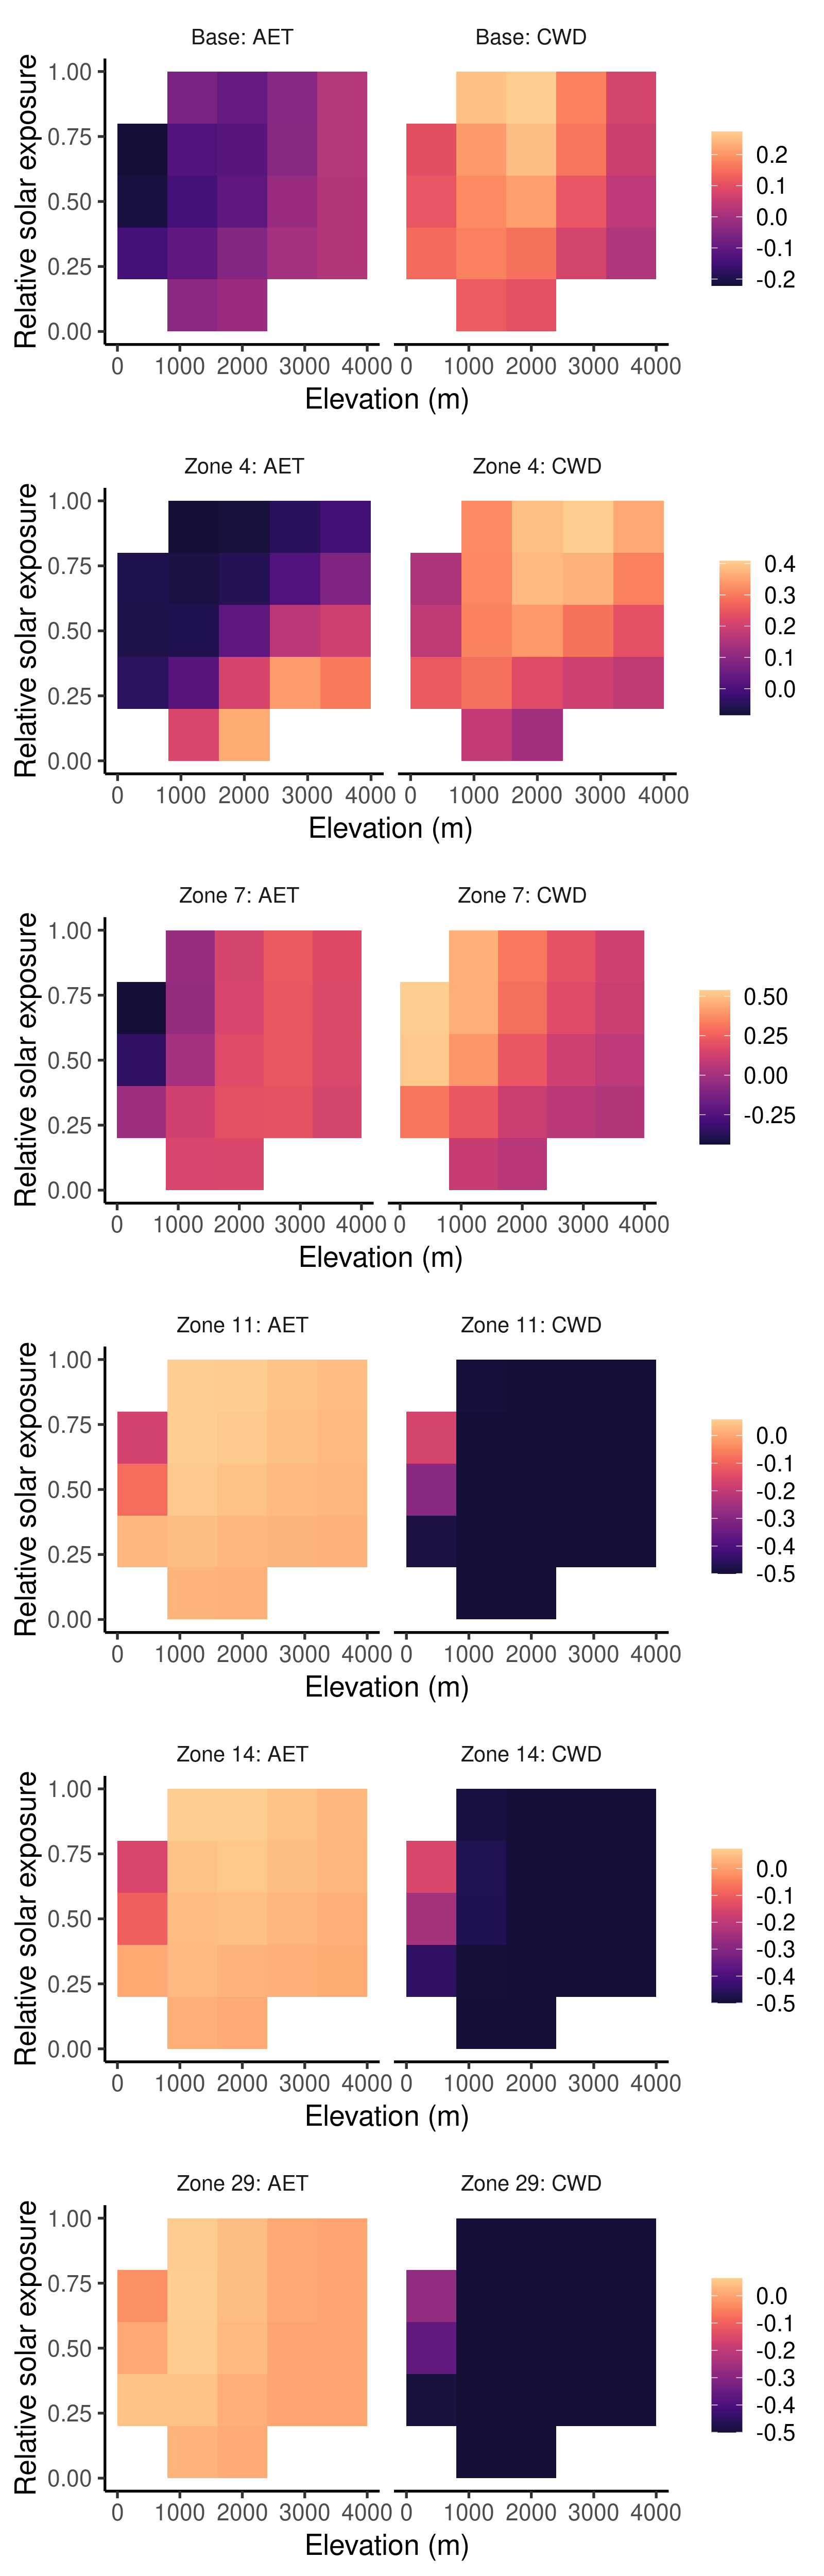 Base: AET
Base: CWD
Relative solar exposure
1.00
0.75
0.50
0.25
0.00
0 1000 2000 3000 4000
0 1000 2000 3000 4000
Elevation (m)
0.2
0.1
0.0
-0.1
-0.2
Zone 4: AET
Zone 4: CWD
Relative solar exposure
1.00
0.75
0.50
0.25
0.00
0 1000 2000 3000 4000
0 1000 2000 3000 4000
Elevation (m)
0.4
0.3
0.2
0.1
0.0
Zone 7: AET
Zone 7: CWD
Relative solar exposure
1.00
0.75
0.50
0.25
0.00
0 1000 2000 3000 4000
0 1000 2000 3000 4000
Elevation (m)
0.50
0.25
0.00
-0.25
Zone 11: AET
Zone 11: CWD
Relative solar exposure
1.00
0.75
0.50
0.25
0.00
0 1000 2000 3000 4000
0 1000 2000 3000 4000
Elevation (m)
0.0
-0.1
-0.2
-0.3
-0.4
-0.5
Zone 14: AET
Zone 14: CWD
Relative solar exposure
1.00
0.75
0.50
0.25
0.00
0 1000 2000 3000 4000
0 1000 2000 3000 4000
Elevation (m)
0.0
-0.1
-0.2
-0.3
-0.4
-0.5
Zone 29: AET
Zone 29: CWD
Relative solar exposure
1.00
0.75
0.50
0.25
0.00
0 1000 2000 3000 4000
0 1000 2000 3000 4000
Elevation (m)
0.0
-0.1
-0.2
-0.3
-0.4
-0.5